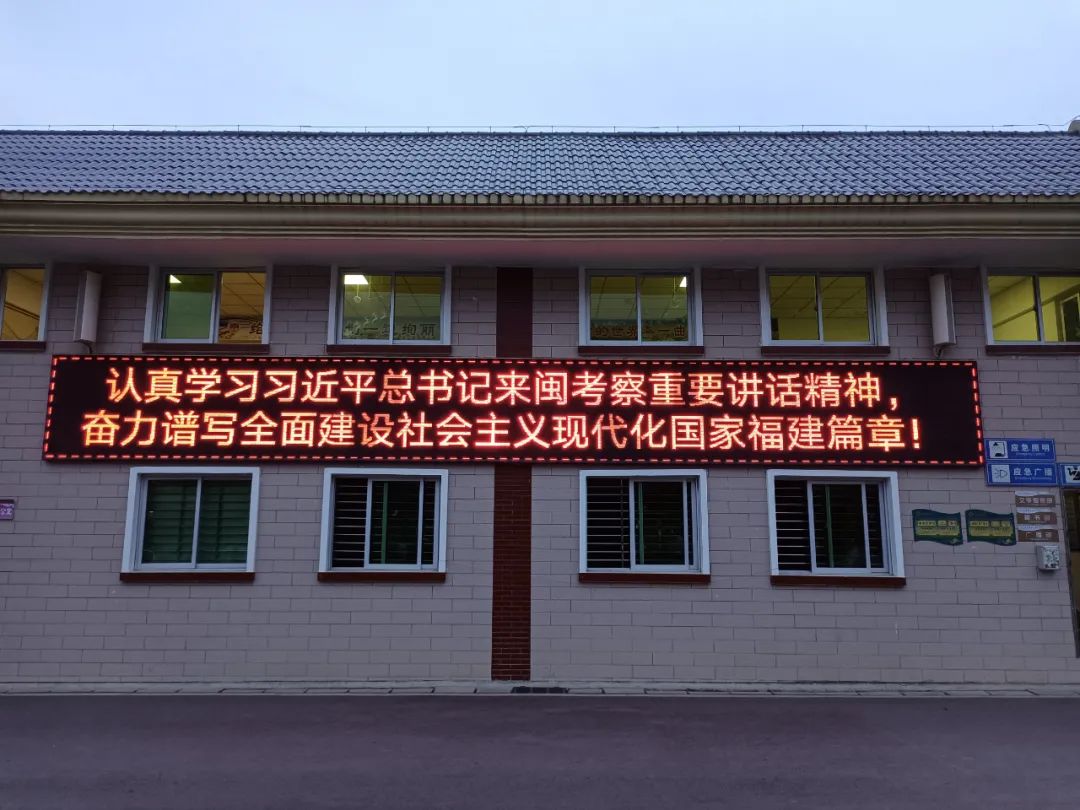 认真学习习近平总书记来闽考察重要讲话精神，
奋力谱写全面建设社会主义现代化国家福建篇章！
应急照明
应急广播